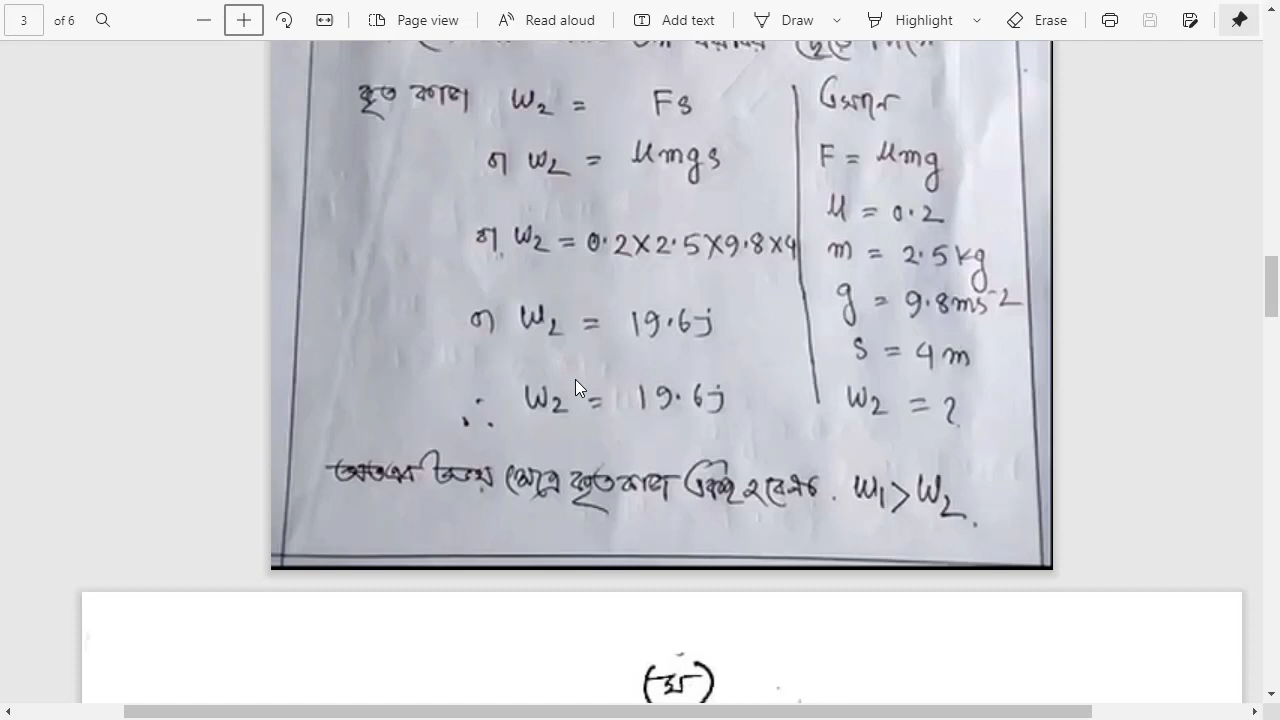 3 of 6 Page view Read aloud Add text Draw Highlight Erase
কৃত কাজ W₂ = Fs
বা W₂ = μmgs
বা, W₂ = 0.2×2.5×9.8×4
বা W₂ = 19.6j
∴ W₂ = 19.6j
এখানে
F = μmg
μ = 0.2
m = 2.5kg
g = 9.8ms⁻²
s = 4m
W₂ = ?
ক্ষেত্রে কৃতকাজ W₁ > W₂.
(ঘ)